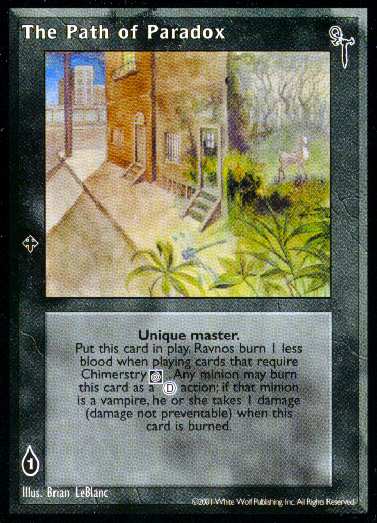 The Path of Paradox
Unique master.
Put this card in play. Ravnos burn 1 less
blood when playing cards that require
Chimerstry . Any minion may burn
this card as a D action; if that minion
is a vampire, he or she takes 1 damage
(damage not preventable) when this
card is burned.
1
Illus. Brian LeBlanc
©2001 White Wolf Publishing, Inc. All Rights Reserved.